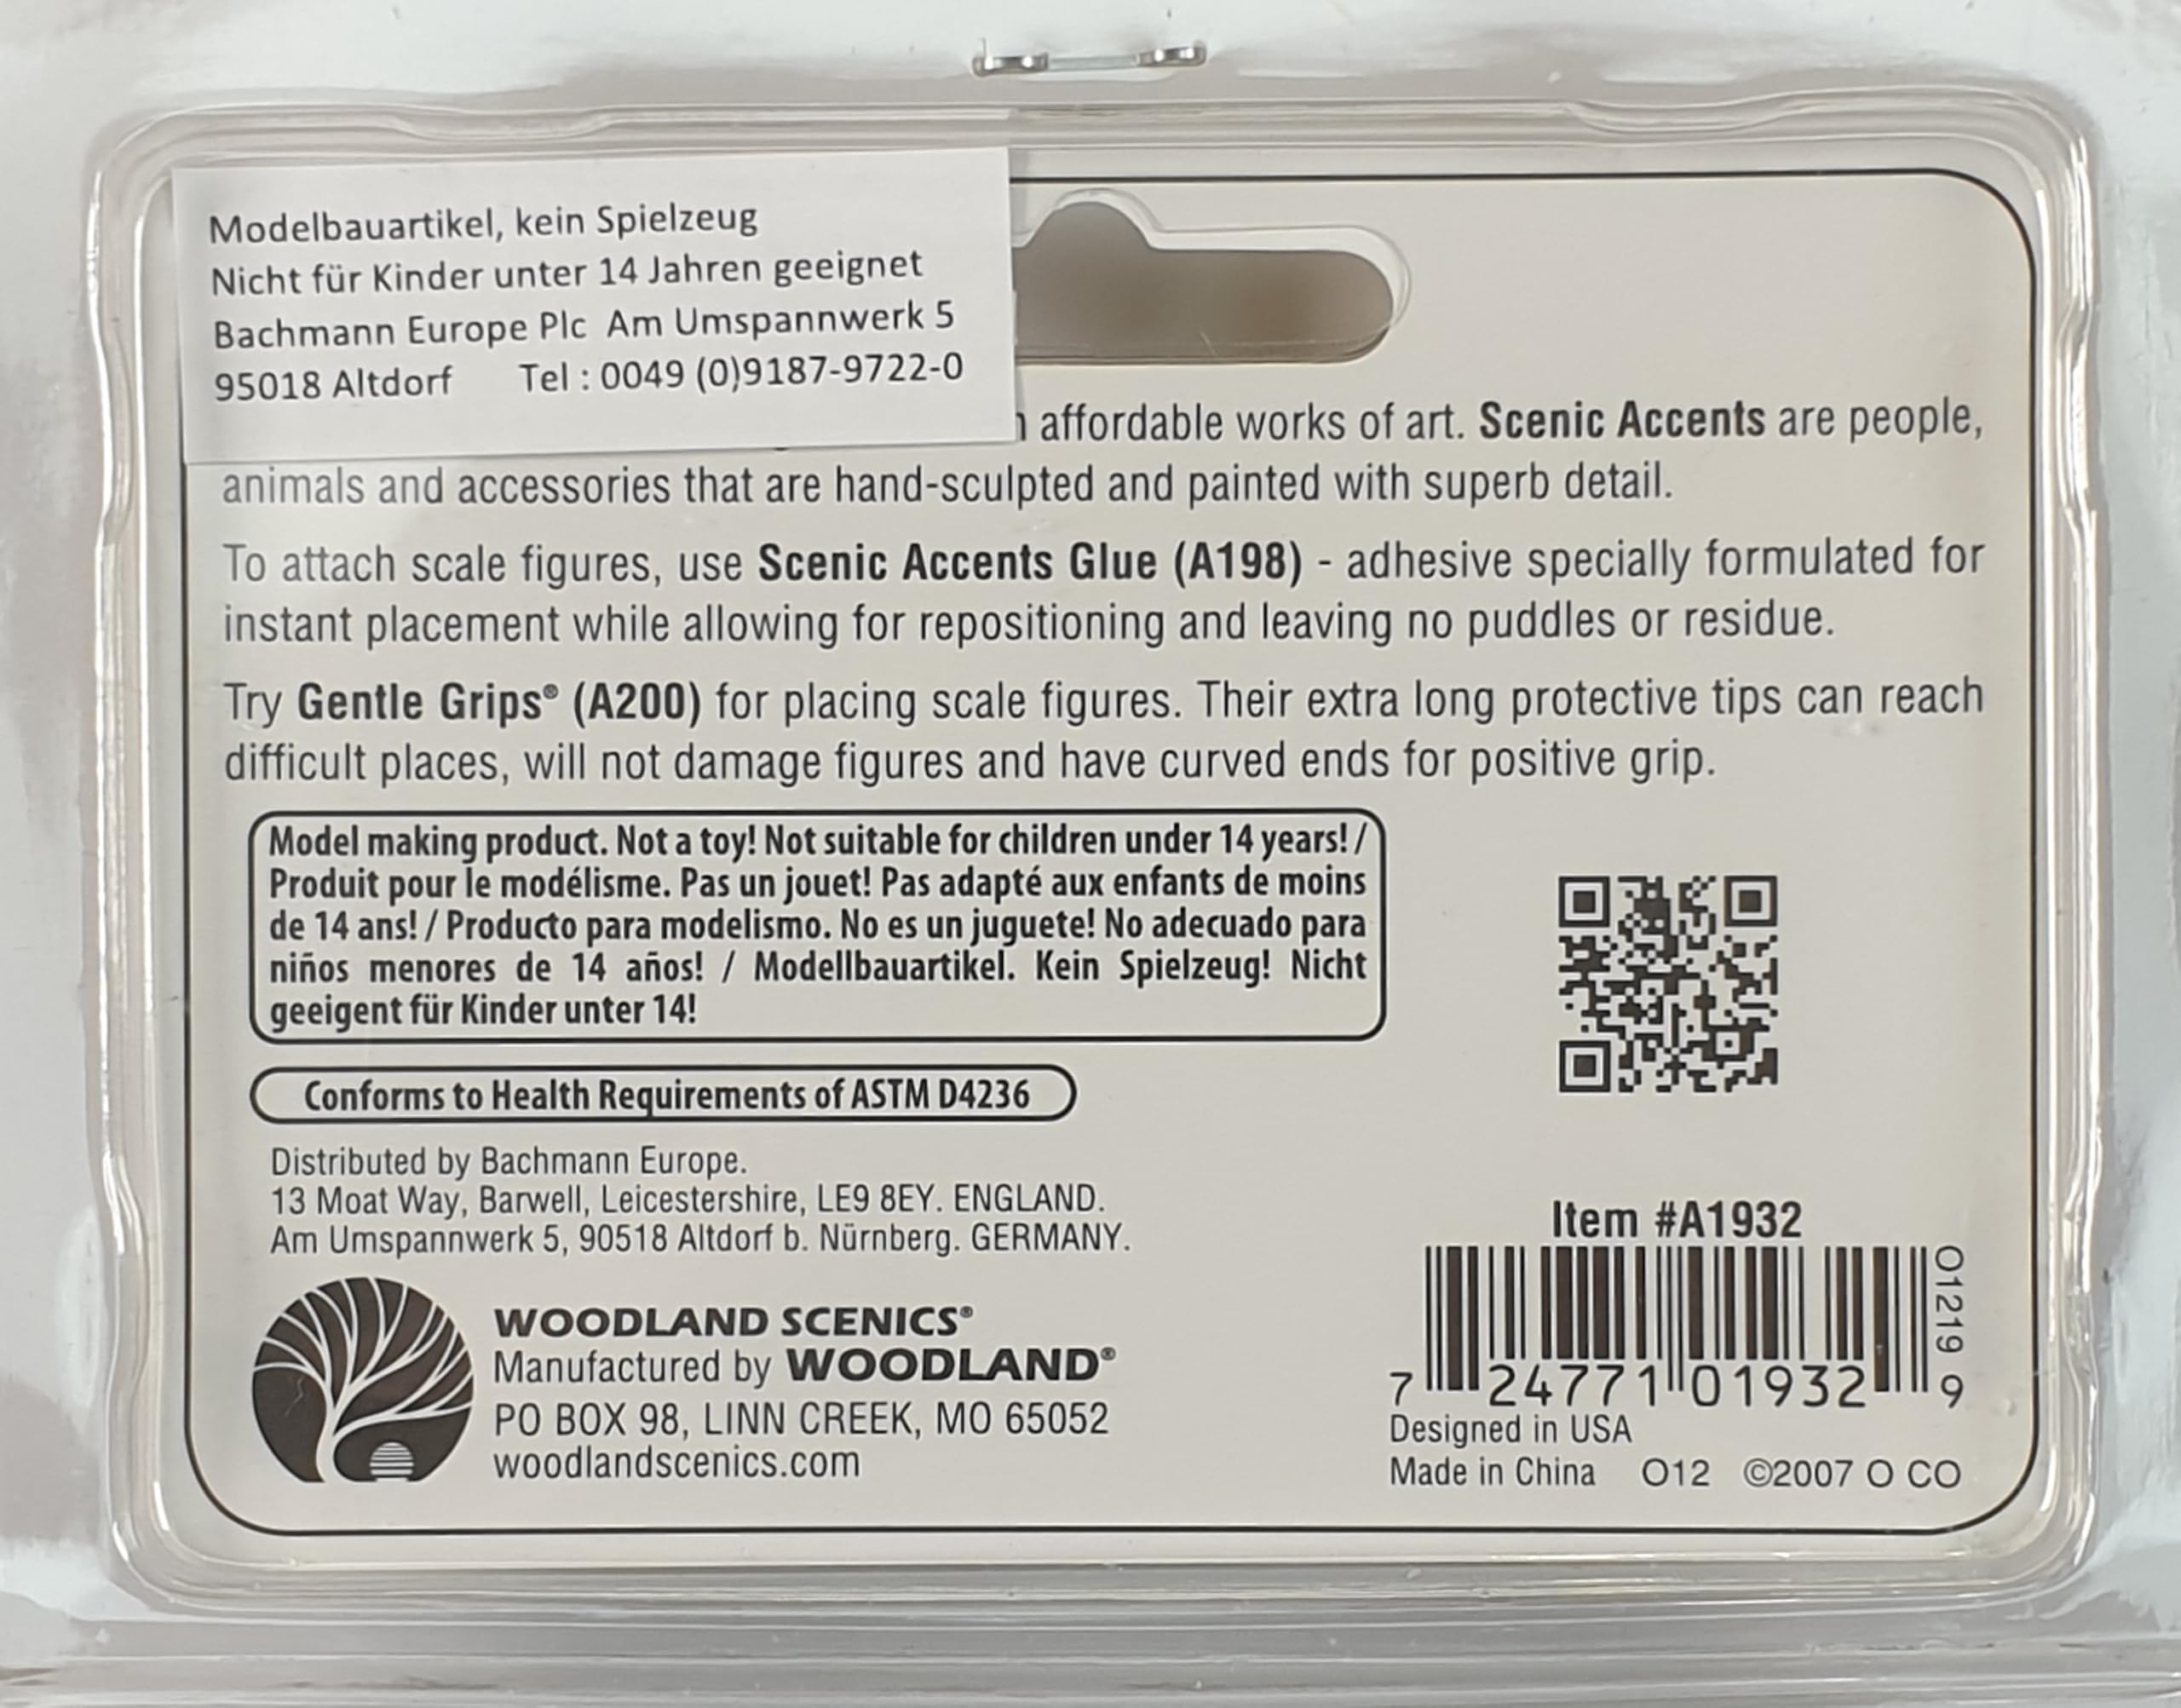 Modelbauartikel, kein Spielzeug
Nicht für Kinder unter 14 Jahren geeignet
Bachmann Europe Plc Am Umspannwerk 5
95018 Altdorf Tel : 0049 (0)9187-9722-0
affordable works of art. Scenic Accents are people,
animals and accessories that are hand-sculpted and painted with superb detail.
To attach scale figures, use Scenic Accents Glue (A198) - adhesive specially formulated for
instant placement while allowing for repositioning and leaving no puddles or residue.
Try Gentle Grips® (A200) for placing scale figures. Their extra long protective tips can reach
difficult places, will not damage figures and have curved ends for positive grip.
Model making product. Not a toy! Not suitable for children under 14 years! /
Produit pour le modélisme. Pas un jouet! Pas adapté aux enfants de moins
de 14 ans! / Producto para modelismo. No es un juguete! No adecuado para
niños menores de 14 años! / Modellbauartikel. Kein Spielzeug! Nicht
geeigent für Kinder unter 14!
Conforms to Health Requirements of ASTM D4236
Distributed by Bachmann Europe.
13 Moat Way, Barwell, Leicestershire, LE9 8EY. ENGLAND.
Am Umspannwerk 5, 90518 Altdorf b. Nürnberg. GERMANY.
WOODLAND SCENICS®
Manufactured by WOODLAND®
PO BOX 98, LINN CREEK, MO 65052
woodlandscenics.com
Item #A1932
O1219
7 24771 01932 9
Designed in USA
Made in China O12 ©2007 O CO